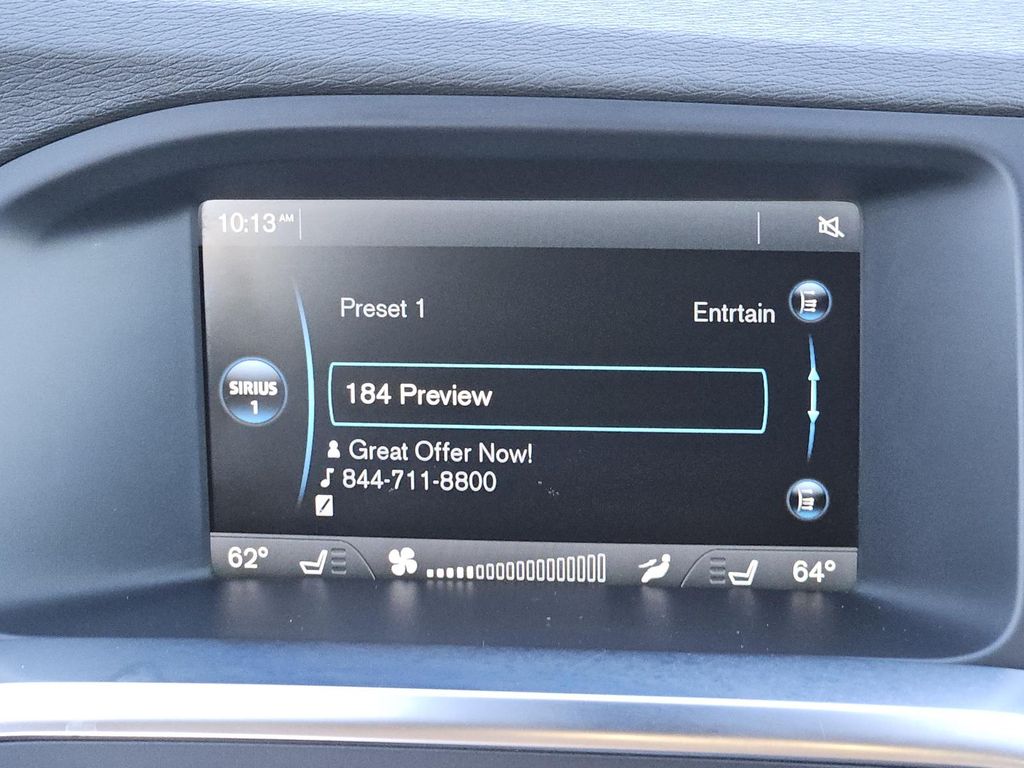 10:13 AM
Preset 1
Entrtain
SIRIUS
1
184 Preview
Great Offer Now!
844-711-8800
62°
64°